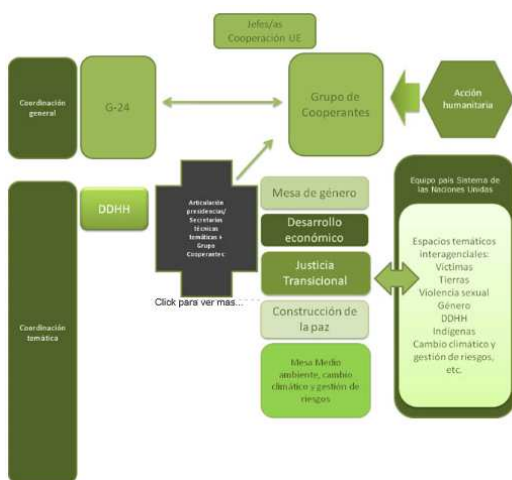 Jefes/as
Cooperación UE
Coordinación
general
G-24
Grupo de
Cooperantes
Acción
humanitaria
Coordinación
temática
DDHH
Articulación
presidencias/
Secretarías
técnicas
temáticas +
Grupo
Cooperantes
Click para ver mas...
Mesa de género
Desarrollo
económico
Justicia
Transicional
Construcción de
la paz
Mesa Medio
ambiente, cambio
climático y gestión de
riesgos
Equipo país Sistema de
las Naciones Unidas
Espacios temáticos
interagenciales:
Víctimas
Tierras
Violencia sexual
Género
DDHH
Indígenas
Cambio climático y
gestión de riesgos,
etc.